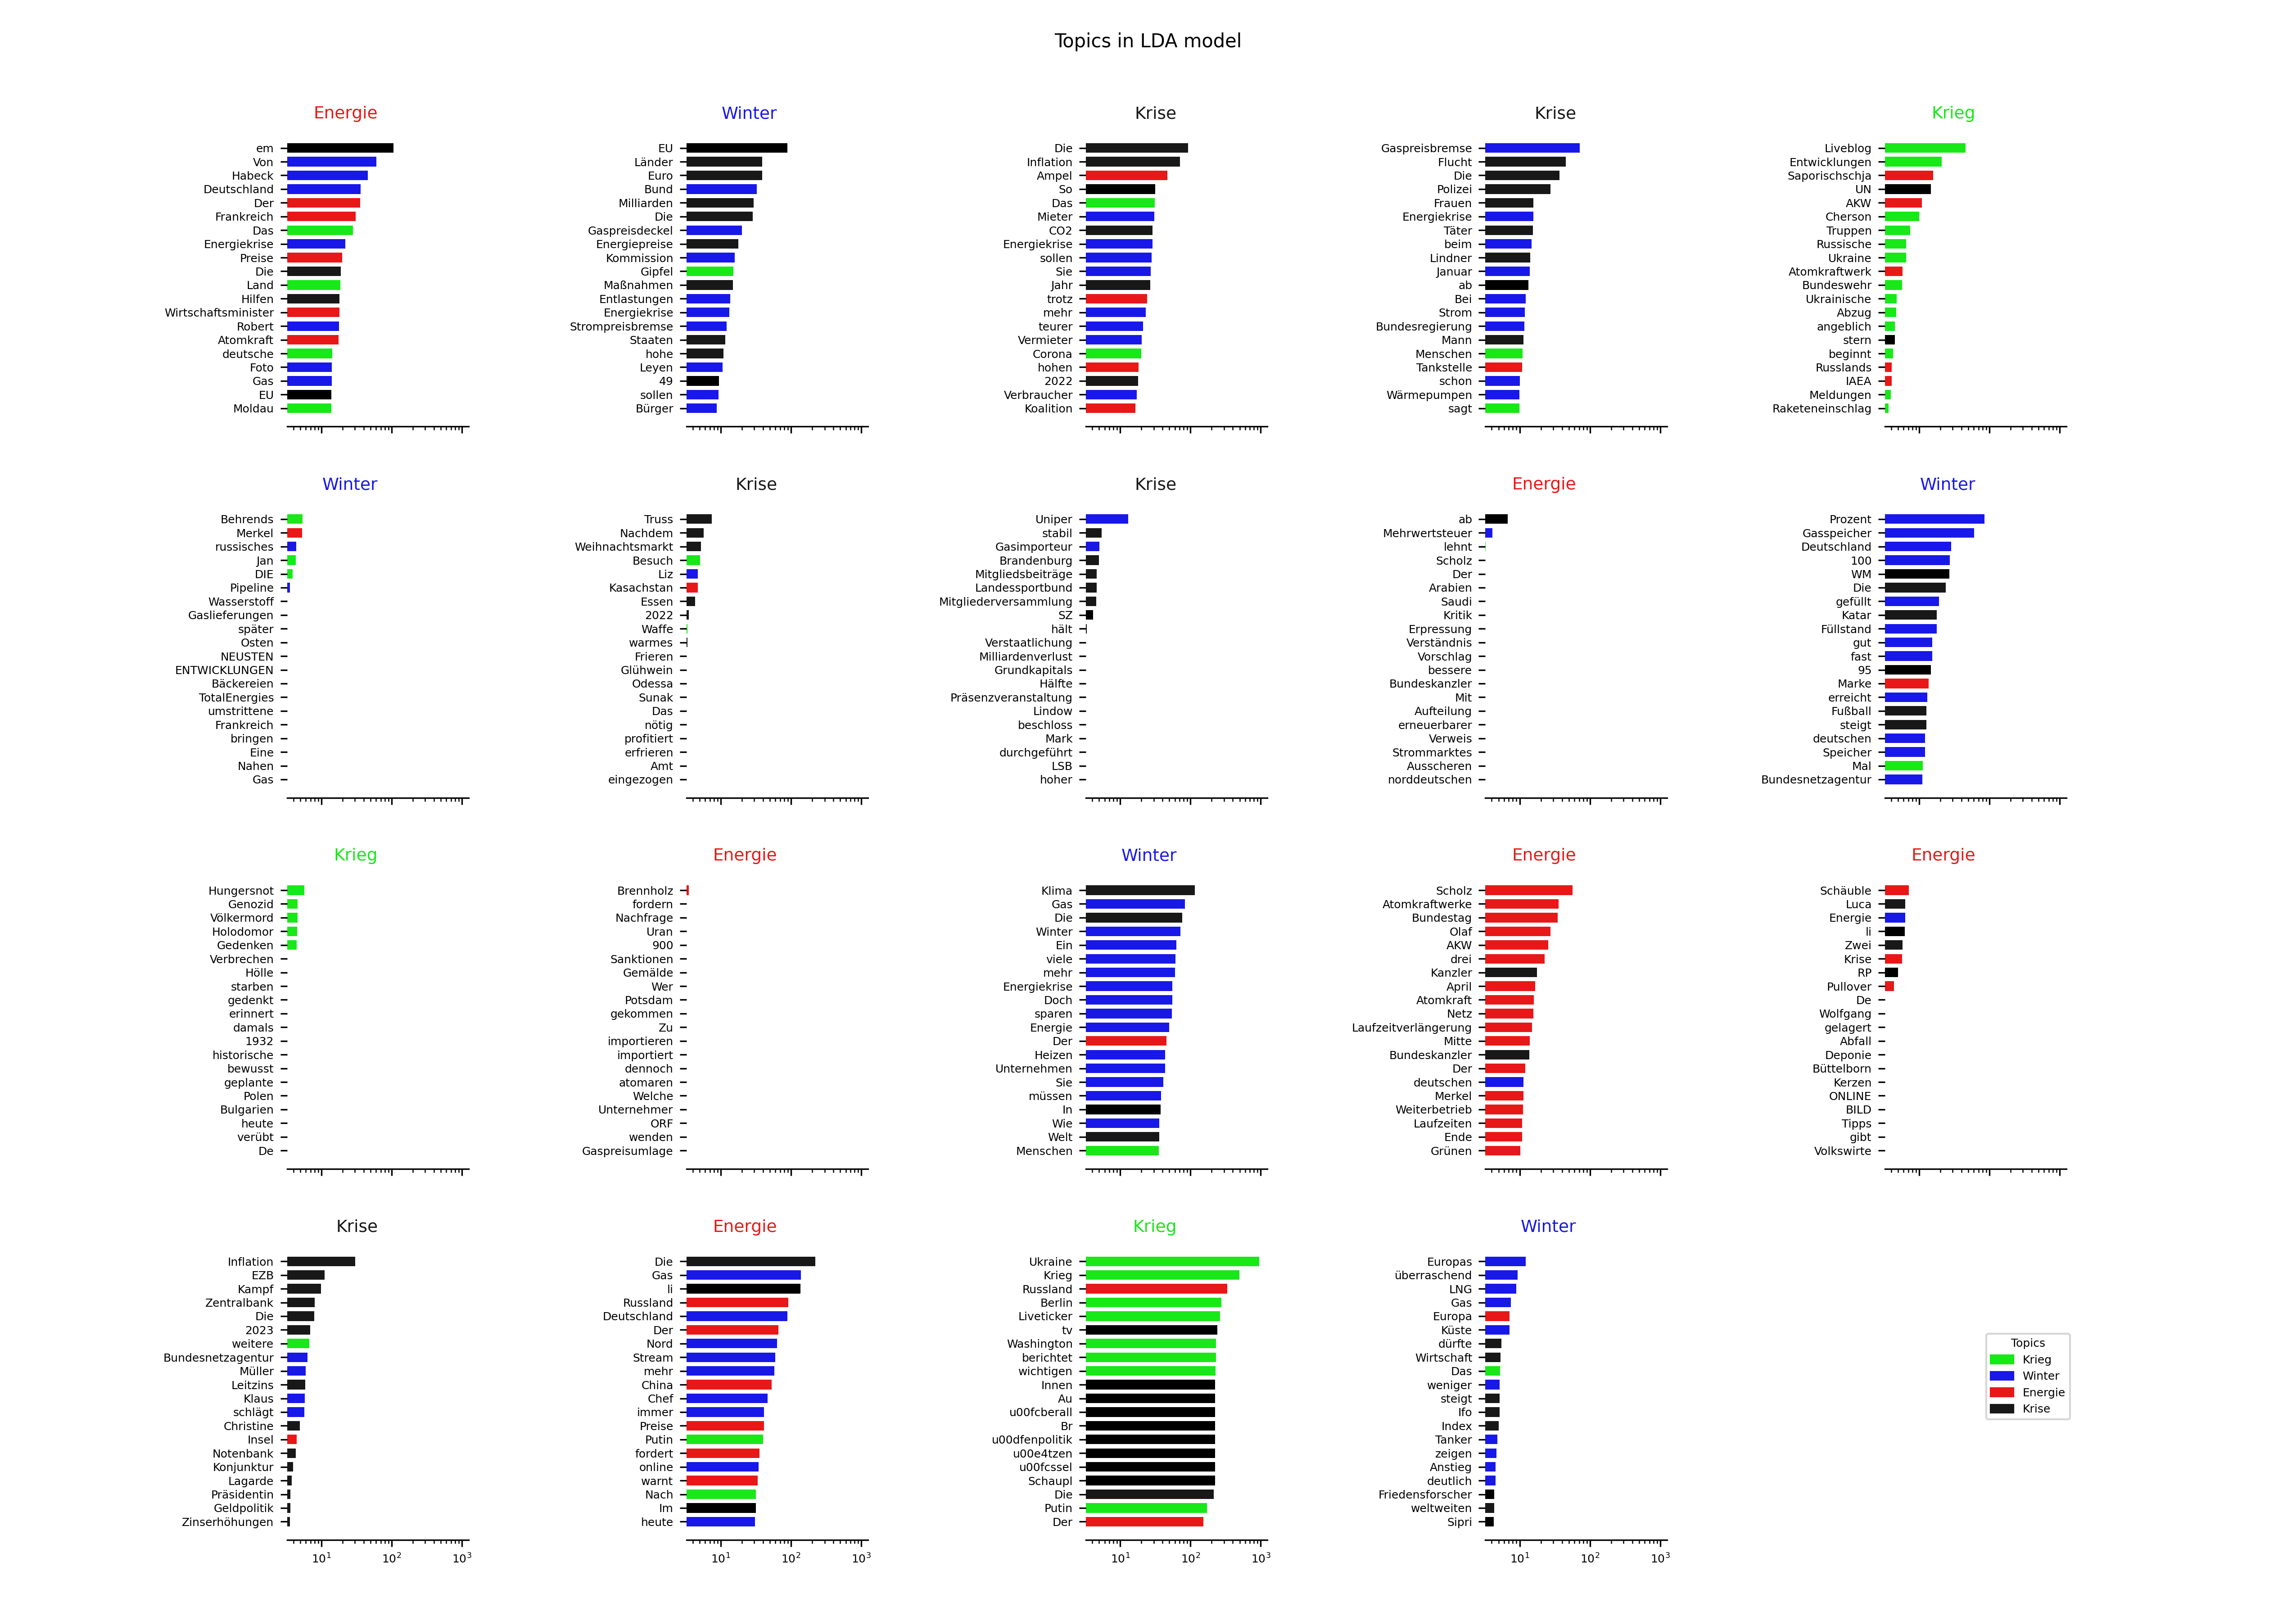 Topics in LDA model
Energie
em
Von
Habeck
Deutschland
Der
Frankreich
Das
Energiekrise
Preise
Die
Land
Hilfen
Wirtschaftsminister
Robert
Atomkraft
deutsche
Foto
Gas
EU
Moldau
Winter
EU
Länder
Euro
Bund
Milliarden
Die
Gaspreisdeckel
Energiepreise
Kommission
Gipfel
Maßnahmen
Entlastungen
Energiekrise
Strompreisbremse
Staaten
hohe
Leyen
49
sollen
Bürger
Krise
Die
Inflation
Ampel
So
Das
Mieter
CO2
Energiekrise
sollen
Sie
Jahr
trotz
mehr
teurer
Vermieter
Corona
hohen
2022
Verbraucher
Koalition
Krise
Gaspreisbremse
Flucht
Die
Polizei
Frauen
Energiekrise
Täter
beim
Lindner
Januar
ab
Bei
Strom
Bundesregierung
Mann
Menschen
Tankstelle
schon
Wärmepumpen
sagt
Krieg
Liveblog
Entwicklungen
Saporischschja
UN
AKW
Cherson
Truppen
Russische
Ukraine
Atomkraftwerk
Bundeswehr
Ukrainische
Abzug
angeblich
stern
beginnt
Russlands
IAEA
Meldungen
Raketeneinschlag
Winter
Behrends
Merkel
russisches
Jan
DIE
Pipeline
Wasserstoff
Gaslieferungen
später
Osten
NEUSTEN
ENTWICKLUNGEN
Bäckereien
TotalEnergies
umstrittene
Frankreich
bringen
Eine
Nahen
Gas
Krise
Truss
Nachdem
Weihnachtsmarkt
Besuch
Liz
Kasachstan
Essen
2022
Waffe
warmes
Frieren
Glühwein
Odessa
Sunak
Das
nötig
profitiert
erfrieren
Amt
eingezogen
Krise
Uniper
stabil
Gasimporteur
Brandenburg
Mitgliedsbeiträge
Landessportbund
Mitgliederversammlung
SZ
hält
Verstaatlichung
Milliardenverlust
Grundkapitals
Hälfte
Präsenzveranstaltung
Lindow
beschloss
Mark
durchgeführt
LSB
hoher
Energie
ab
Mehrwertsteuer
lehnt
Scholz
Der
Arabien
Saudi
Kritik
Erpressung
Verständnis
Vorschlag
bessere
Bundeskanzler
Mit
Aufteilung
erneuerbarer
Verweis
Strommarktes
Ausscheren
norddeutschen
Winter
Prozent
Gasspeicher
Deutschland
100
WM
Die
gefüllt
Katar
Füllstand
gut
fast
95
Marke
erreicht
Fußball
steigt
deutschen
Speicher
Mal
Bundesnetzagentur
Krieg
Hungersnot
Genozid
Völkermord
Holodomor
Gedenken
Verbrechen
Hölle
starben
gedenkt
erinnert
damals
1932
historische
bewusst
geplante
Polen
Bulgarien
heute
verübt
De
Energie
Brennholz
fordern
Nachfrage
Uran
900
Sanktionen
Gemälde
Wer
Potsdam
gekommen
Zu
importieren
importiert
dennoch
atomaren
Welche
Unternehmer
ORF
wenden
Gaspreisumlage
Winter
Klima
Gas
Die
Winter
Ein
viele
mehr
Energiekrise
Doch
sparen
Energie
Der
Heizen
Unternehmen
Sie
müssen
In
Wie
Welt
Menschen
Energie
Scholz
Atomkraftwerke
Bundestag
Olaf
AKW
drei
Kanzler
April
Atomkraft
Netz
Laufzeitverlängerung
Mitte
Bundeskanzler
Der
deutschen
Merkel
Weiterbetrieb
Laufzeiten
Ende
Grünen
Energie
Schäuble
Luca
Energie
li
Zwei
Krise
RP
Pullover
De
Wolfgang
gelagert
Abfall
Deponie
Büttelborn
Kerzen
ONLINE
BILD
Tipps
gibt
Volkswirte
Krise
Inflation
EZB
Kampf
Zentralbank
Die
2023
weitere
Bundesnetzagentur
Müller
Leitzins
Klaus
schlägt
Christine
Insel
Notenbank
Konjunktur
Lagarde
Präsidentin
Geldpolitik
Zinserhöhungen
10¹ 10² 10³
Energie
Die
Gas
li
Russland
Deutschland
Der
Nord
Stream
mehr
China
Chef
immer
Preise
Putin
fordert
online
warnt
Nach
Im
heute
10¹ 10² 10³
Krieg
Ukraine
Krieg
Russland
Berlin
Liveticker
tv
Washington
berichtet
wichtigen
Innen
Au
u00fcberall
Br
u00dfenpolitik
u00e4tzen
u00fcssel
Schaupl
Die
Putin
Der
10¹ 10² 10³
Winter
Europas
überraschend
LNG
Gas
Europa
Küste
dürfte
Wirtschaft
Das
weniger
steigt
Ifo
Index
Tanker
zeigen
Anstieg
deutlich
Friedensforscher
weltweiten
Sipri
10¹ 10² 10³
Topics
Krieg
Winter
Energie
Krise